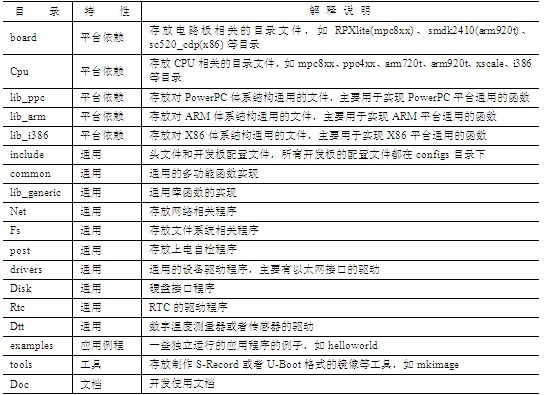 目 录 特 性 解 释 说 明
board 平台依赖 存放电路板相关的目录文件，如 RPXlite(mpc8xx)、smdk2410(arm920t)、
sc520_cdp(x86) 等目录
Cpu 平台依赖 存放 CPU 相关的目录文件，如 mpc8xx、ppc4xx、arm720t、arm920t、xscale、i386
等目录
lib_ppc 平台依赖 存放对 PowerPC 体系结构通用的文件，主要用于实现 PowerPC 平台通用的函数
lib_arm 平台依赖 存放对 ARM 体系结构通用的文件，主要用于实现 ARM 平台通用的函数
lib_i386 平台依赖 存放对 X86 体系结构通用的文件，主要用于实现 X86 平台通用的函数
include 通用 头文件和开发板配置文件，所有开发板的配置文件都在 configs 目录下
common 通用 通用的多功能函数实现
lib_generic 通用 通用库函数的实现
Net 通用 存放网络相关程序
Fs 通用 存放文件系统相关程序
post 通用 存放上电自检程序
drivers 通用 通用的设备驱动程序，主要有以太网接口的驱动
Disk 通用 硬盘接口程序
Rtc 通用 RTC 的驱动程序
Dtt 通用 数字温度测量器或者传感器的驱动
examples 应用例程 一些独立运行的应用程序的例子，如 helloworld
tools 工具 存放制作 S-Record 或者 U-Boot 格式的镜像等工具，如 mkimage
Doc 文档 开发使用文档